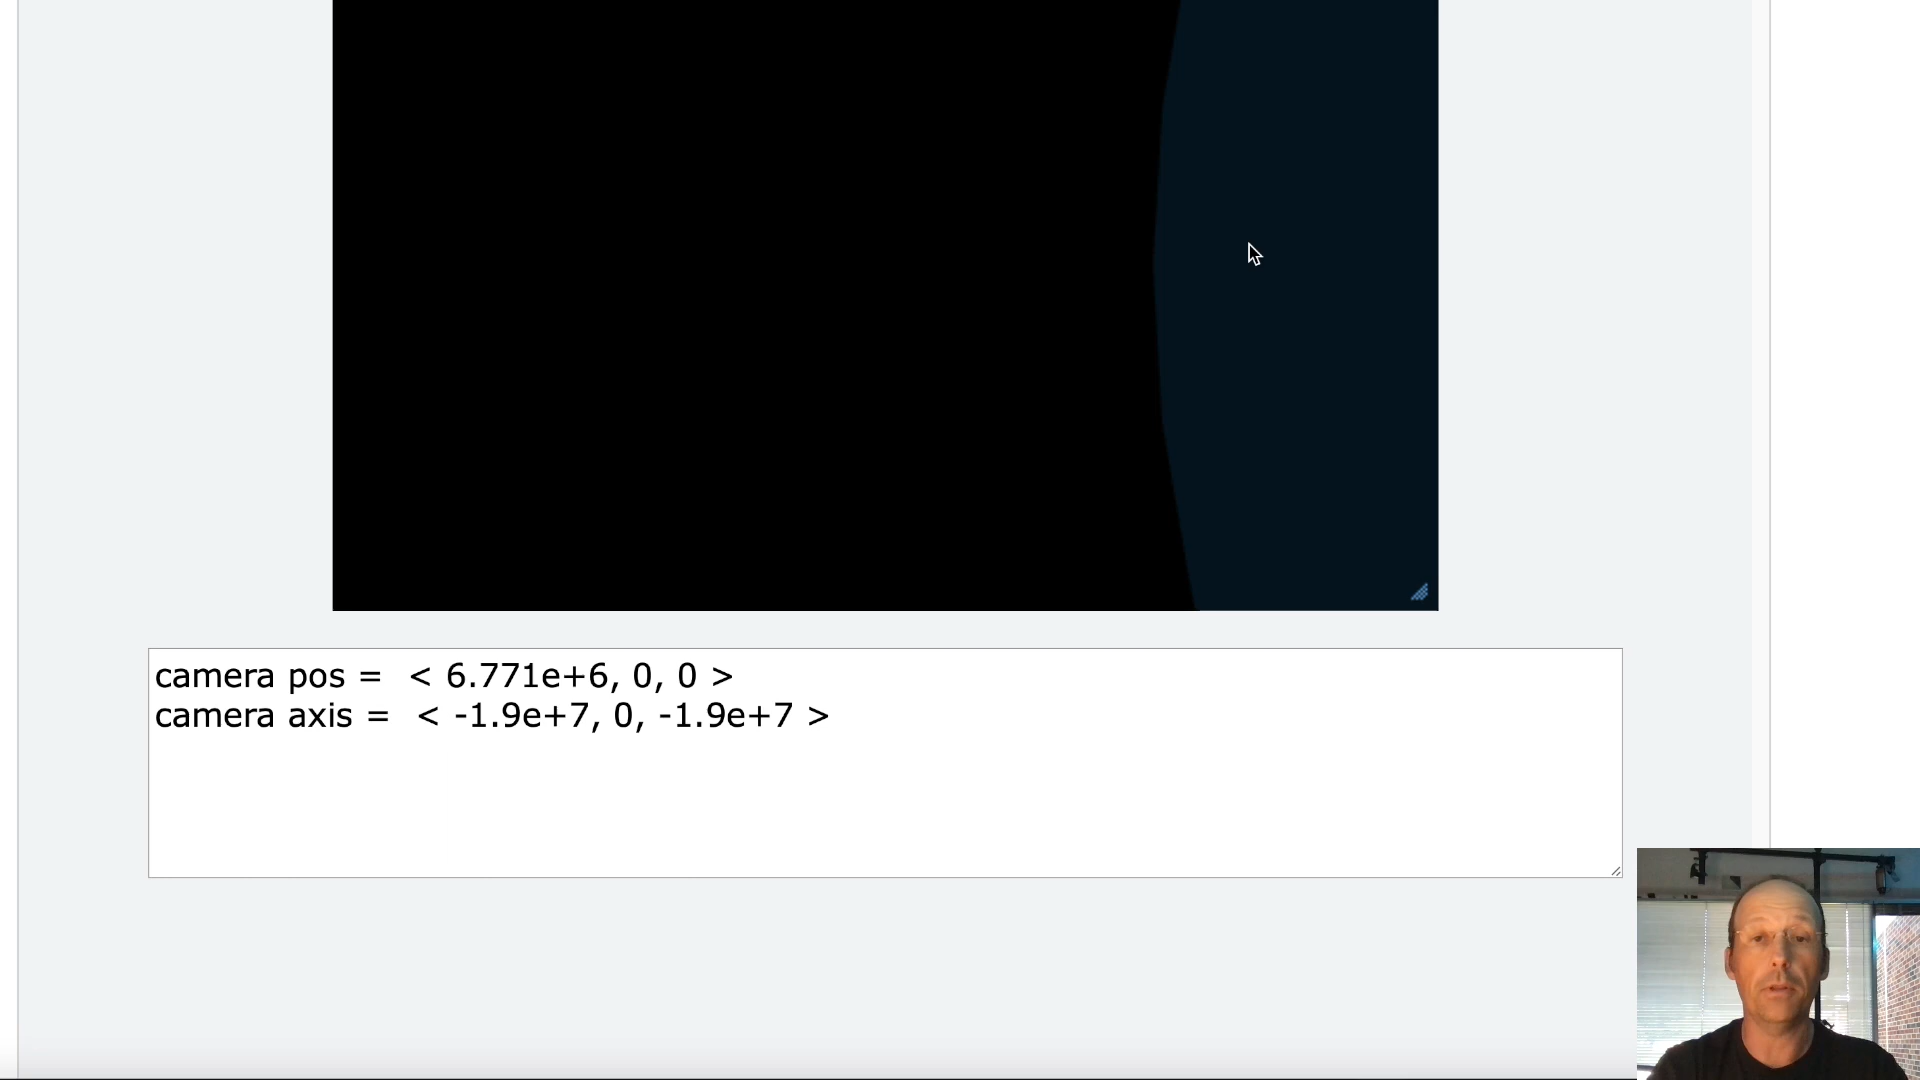 camera pos = < 6.771e+6, 0, 0 >
camera axis = < -1.9e+7, 0, -1.9e+7 >